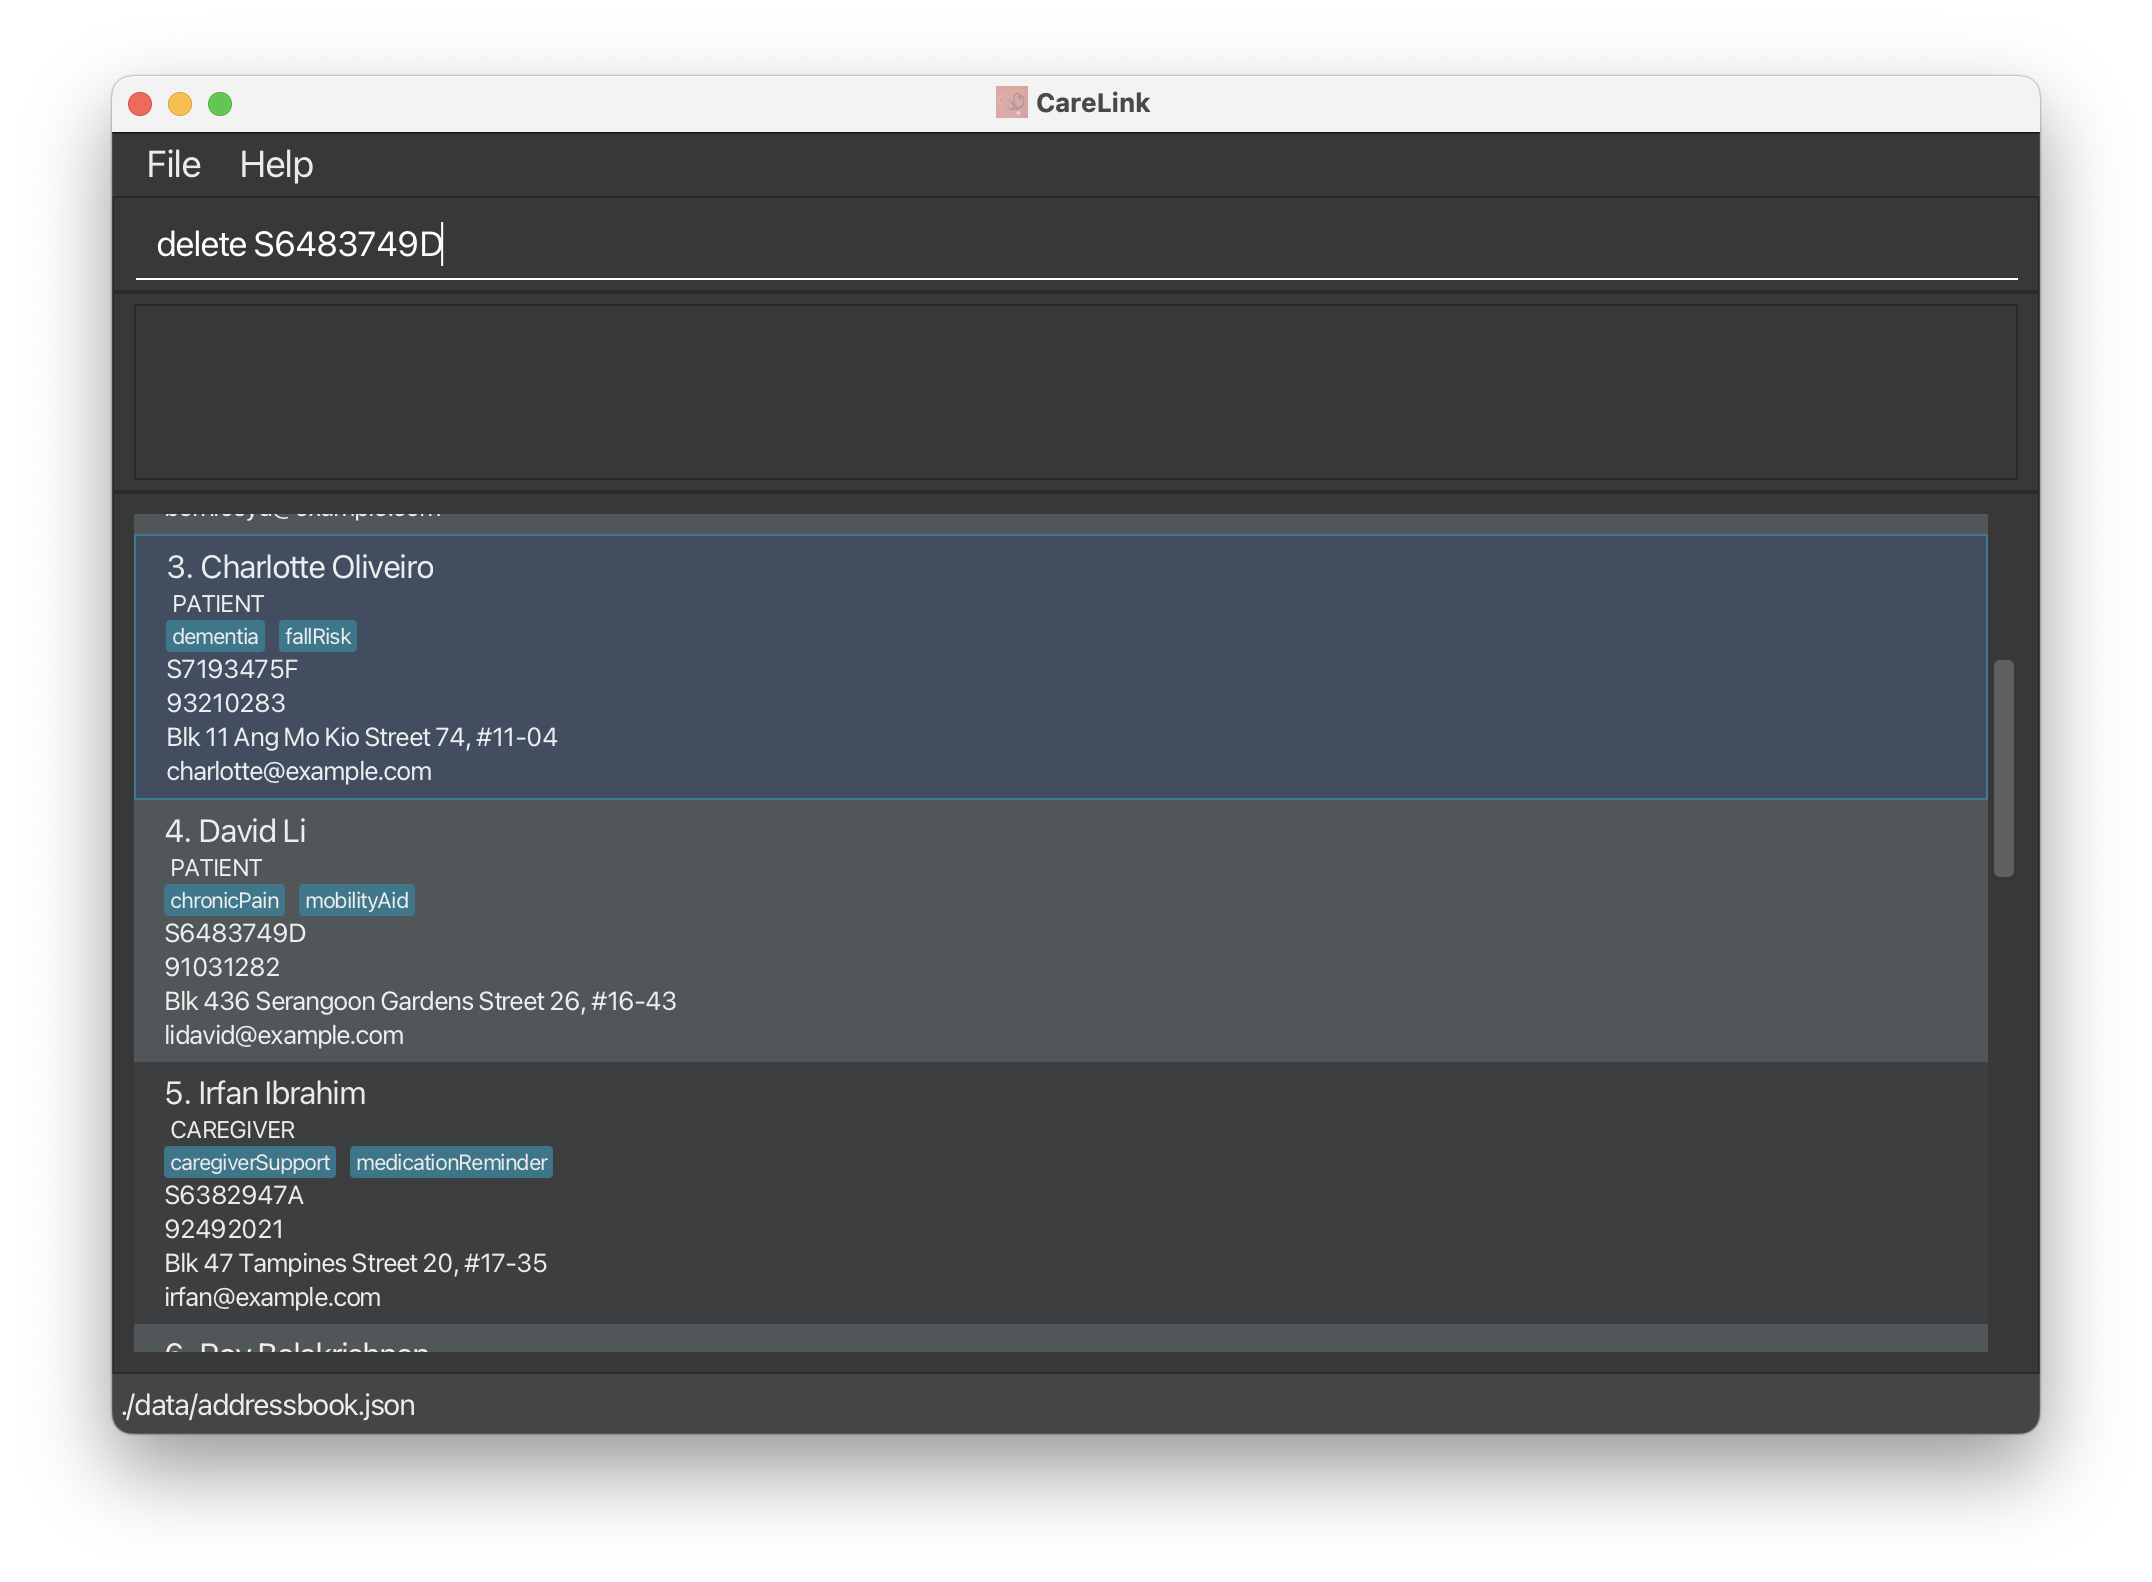 CareLink
File Help
delete S6483749D
3. Charlotte Oliveiro
PATIENT
dementia fallRisk
S7193475F
93210283
Blk 11 Ang Mo Kio Street 74, #11-04
charlotte@example.com
4. David Li
PATIENT
chronicPain mobilityAid
S6483749D
91031282
Blk 436 Serangoon Gardens Street 26, #16-43
lidavid@example.com
5. Irfan Ibrahim
CAREGIVER
caregiverSupport medicationReminder
S6382947A
92492021
Blk 47 Tampines Street 20, #17-35
irfan@example.com
./data/addressbook.json